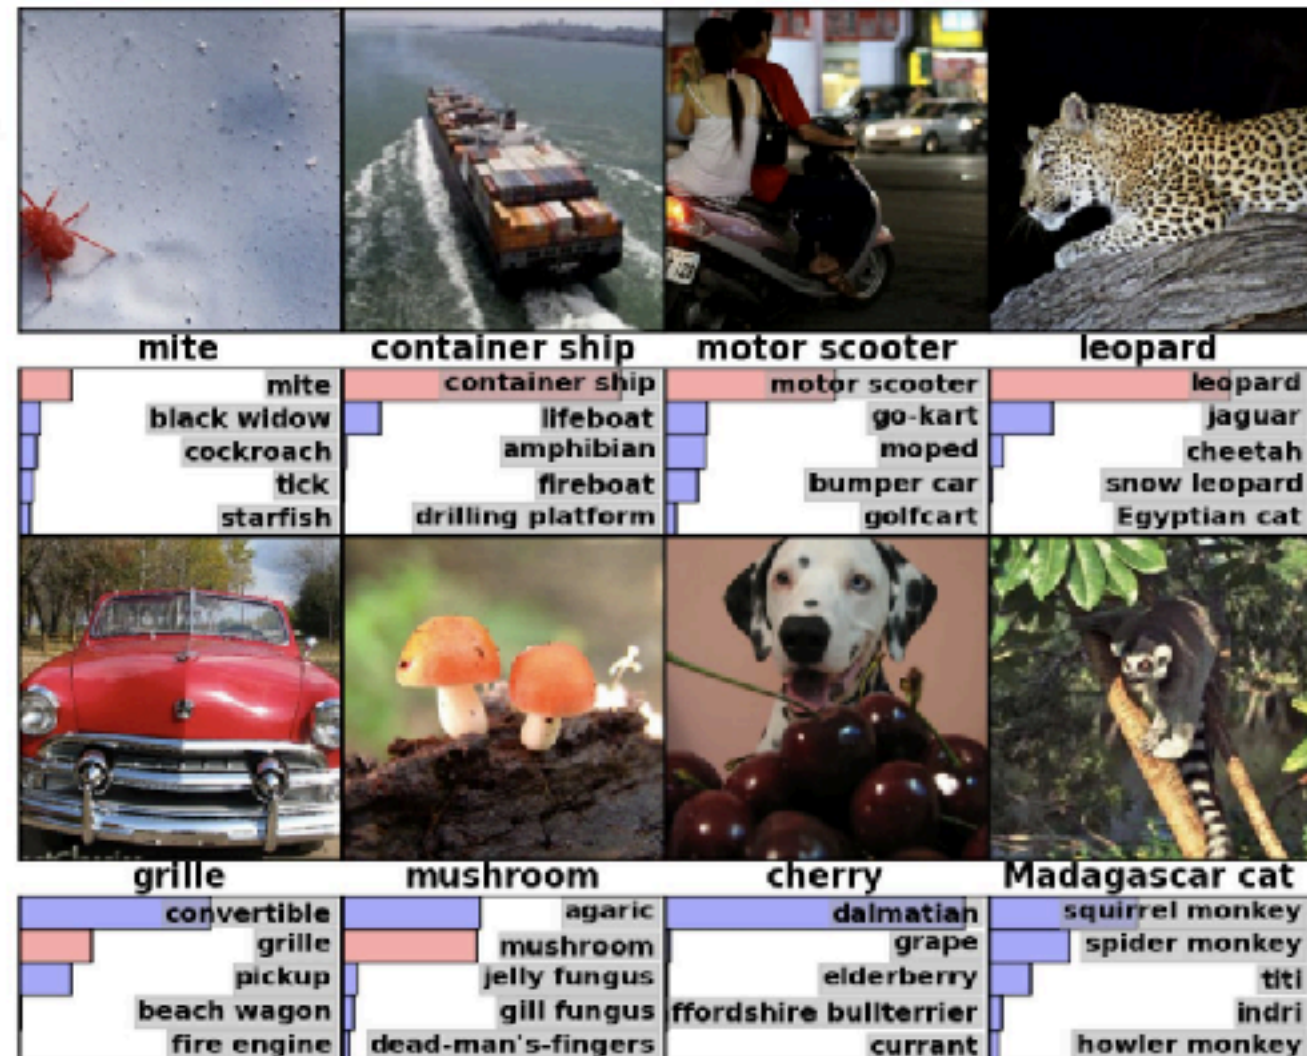 mite
container ship
motor scooter
leopard
mite
black widow
cockroach
tick
starfish
container ship
lifeboat
amphibian
fireboat
drilling platform
motor scooter
go-kart
moped
bumper car
golfcart
leopard
jaguar
cheetah
snow leopard
Egyptian cat
grille
mushroom
cherry
Madagascar cat
convertible
grille
pickup
beach wagon
fire engine
agaric
mushroom
jelly fungus
gill fungus
dead-man's-fingers
dalmatian
grape
elderberry
ffordshire bullterrier
currant
squirrel monkey
spider monkey
titi
indri
howler monkey